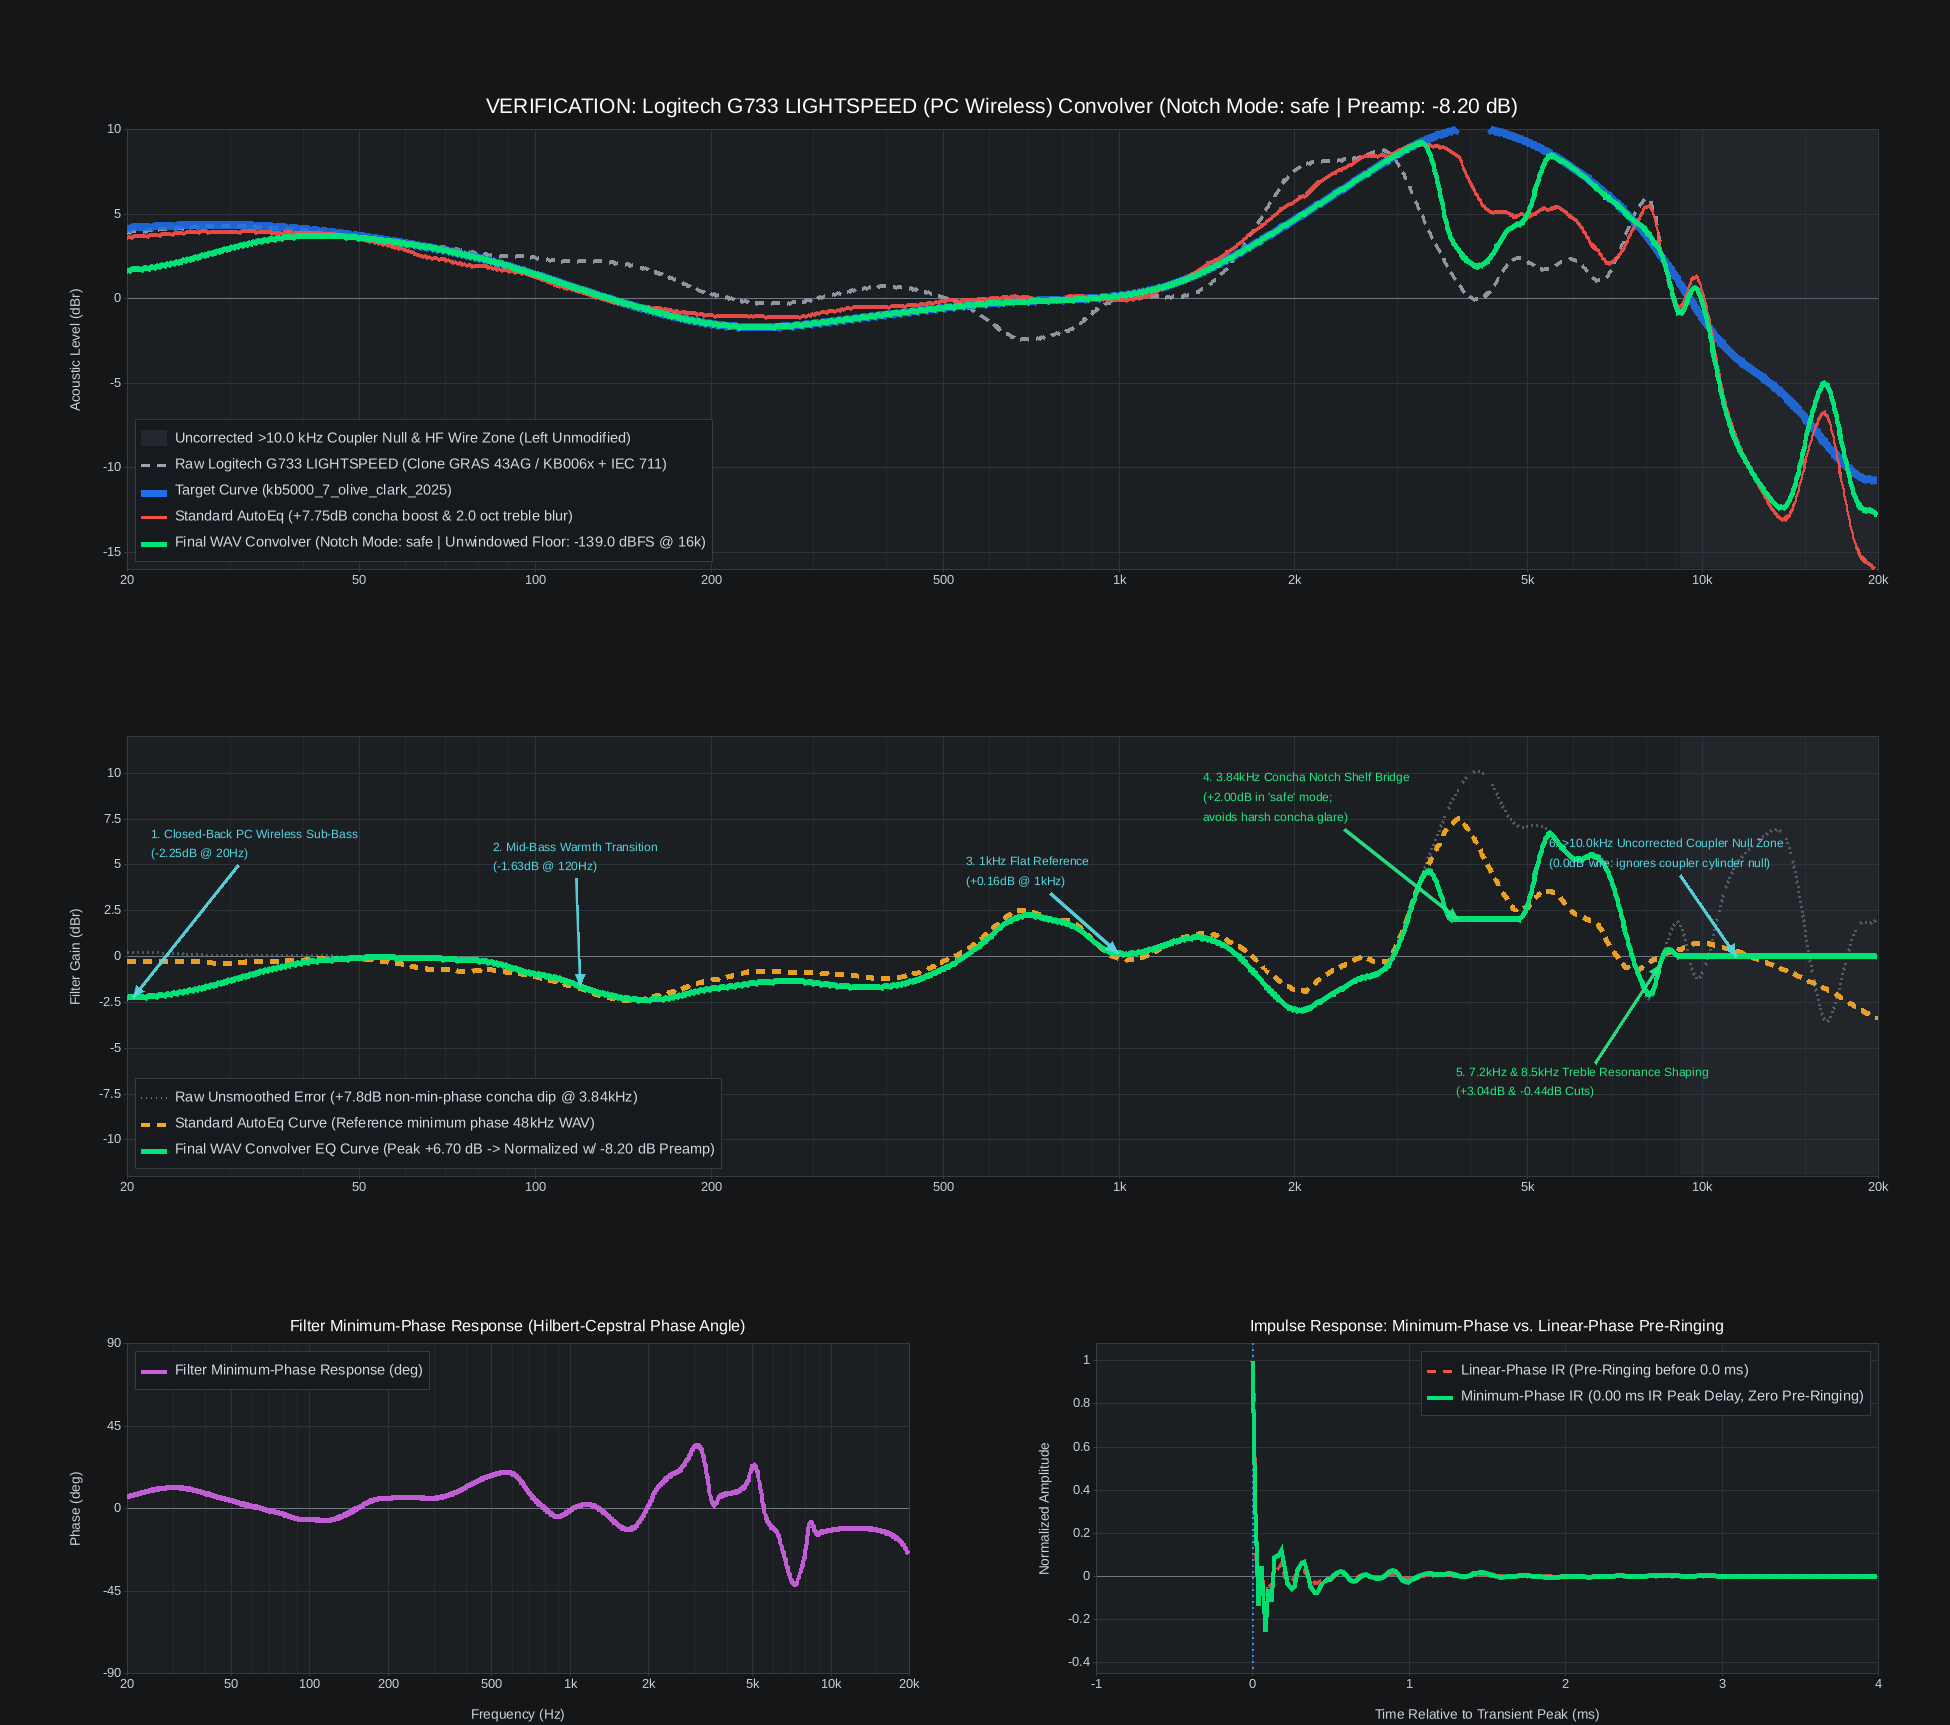 VERIFICATION: Logitech G733 LIGHTSPEED (PC Wireless) Convolver (Notch Mode: safe | Preamp: -8.20 dB)
10
5
0
-5
-10
-15
Acoustic Level (dBr)
Uncorrected >10.0 kHz Coupler Null & HF Wire Zone (Left Unmodified)
Raw Logitech G733 LIGHTSPEED (Clone GRAS 43AG / KB006x + IEC 711)
Target Curve (kb5000_7_olive_clark_2025)
Standard AutoEq (+7.75dB concha boost & 2.0 oct treble blur)
Final WAV Convolver (Notch Mode: safe | Unwindowed Floor: -139.0 dBFS @ 16k)
20 50 100 200 500 1k 2k 5k 10k 20k
10
7.5
5
2.5
0
-2.5
-5
-7.5
-10
Filter Gain (dBr)
1. Closed-Back PC Wireless Sub-Bass
(-2.25dB @ 20Hz)
2. Mid-Bass Warmth Transition
(-1.63dB @ 120Hz)
3. 1kHz Flat Reference
(+0.16dB @ 1kHz)
4. 3.84kHz Concha Notch Shelf Bridge
(+2.00dB in 'safe' mode;
avoids harsh concha glare)
6. >10.0kHz Uncorrected Coupler Null Zone
(0.0dB wire: ignores coupler cylinder null)
5. 7.2kHz & 8.5kHz Treble Resonance Shaping
(+3.04dB & -0.44dB Cuts)
Raw Unsmoothed Error (+7.8dB non-min-phase concha dip @ 3.84kHz)
Standard AutoEq Curve (Reference minimum phase 48kHz WAV)
Final WAV Convolver EQ Curve (Peak +6.70 dB -> Normalized w/ -8.20 dB Preamp)
20 50 100 200 500 1k 2k 5k 10k 20k
Filter Minimum-Phase Response (Hilbert-Cepstral Phase Angle)
90
45
0
-45
-90
Phase (deg)
Filter Minimum-Phase Response (deg)
20 50 100 200 500 1k 2k 5k 10k 20k
Frequency (Hz)
Impulse Response: Minimum-Phase vs. Linear-Phase Pre-Ringing
1
0.8
0.6
0.4
0.2
0
-0.2
-0.4
Normalized Amplitude
Linear-Phase IR (Pre-Ringing before 0.0 ms)
Minimum-Phase IR (0.00 ms IR Peak Delay, Zero Pre-Ringing)
-1 0 1 2 3 4
Time Relative to Transient Peak (ms)